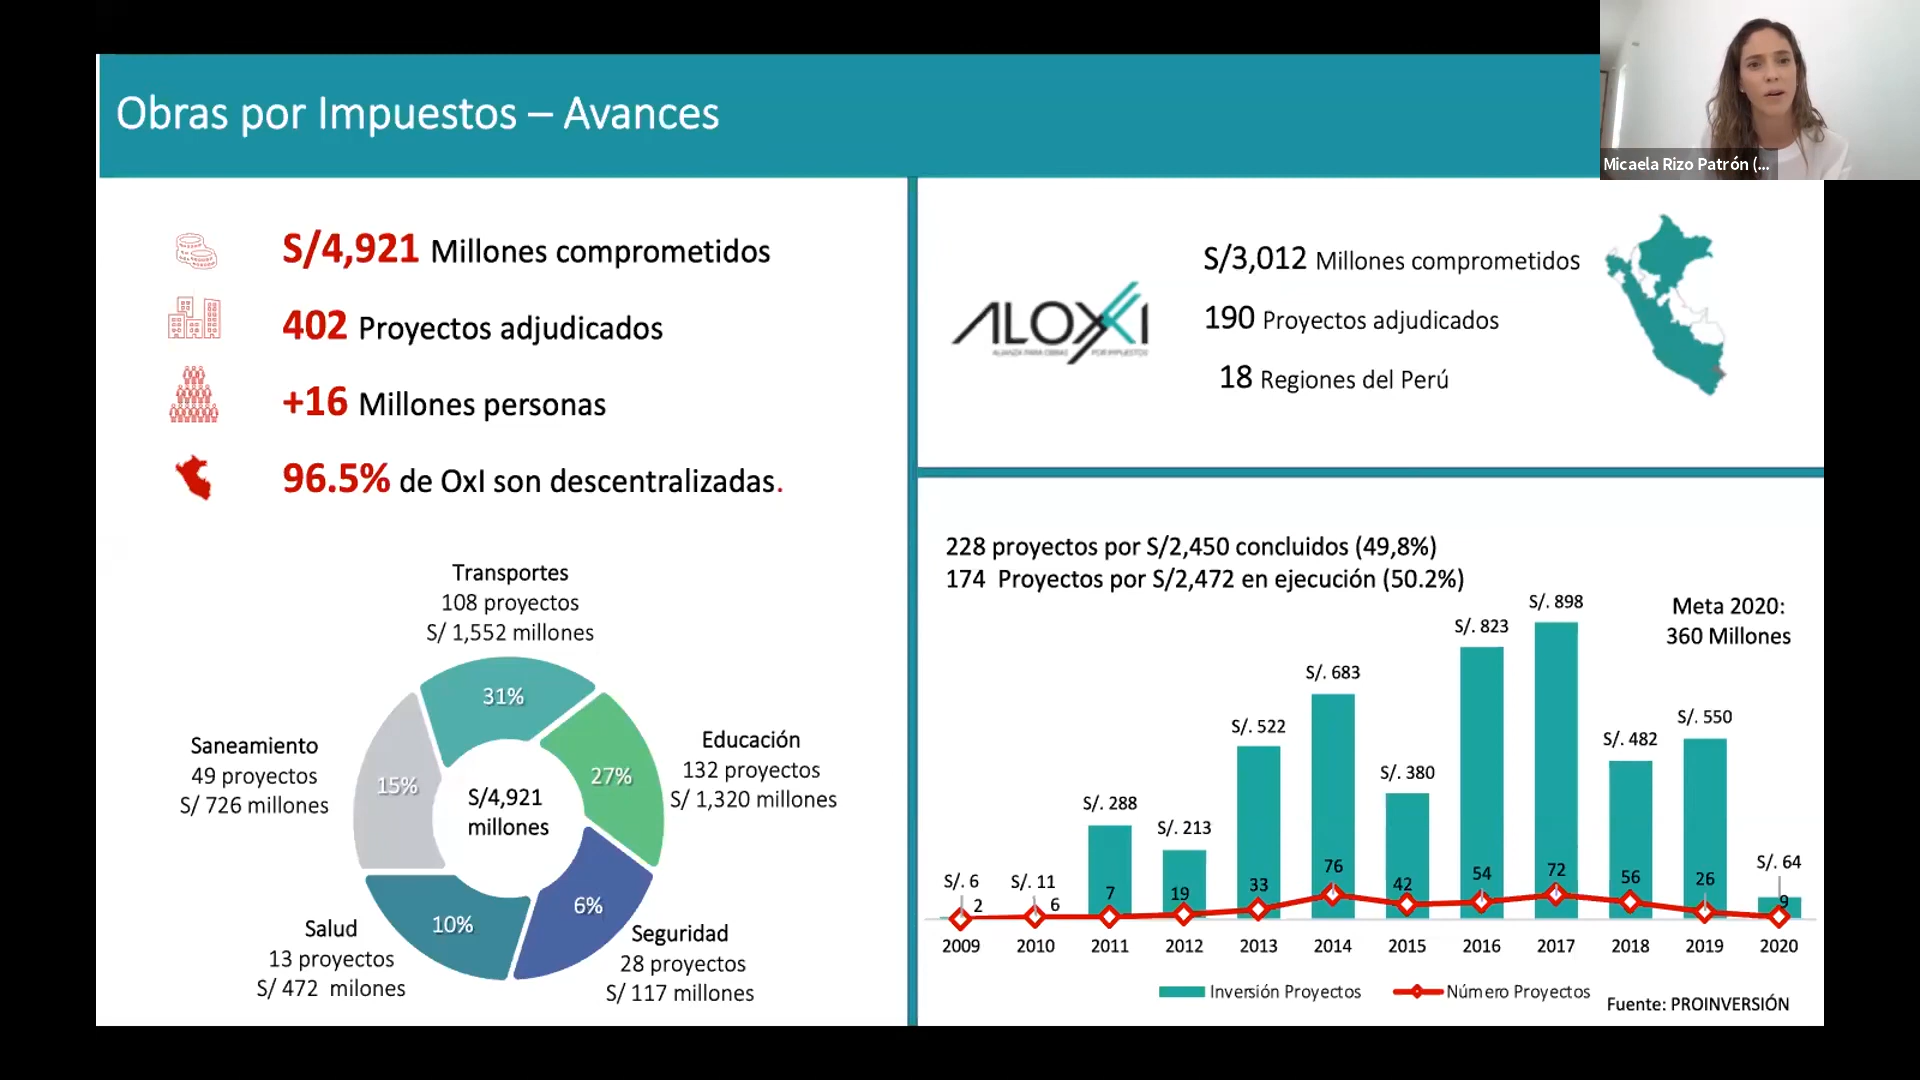 Obras por Impuestos – Avances
Micaela Rizo Patrón (...
S/4,921 Millones comprometidos
402 Proyectos adjudicados
+16 Millones personas
96.5% de OxI son descentralizadas.
Transportes
108 proyectos
S/ 1,552 millones
31%
Educación
132 proyectos
S/ 1,320 millones
27%
Saneamiento
49 proyectos
S/ 726 millones
15%
S/4,921
millones
Salud
13 proyectos
S/ 472 milones
10%
6%
Seguridad
28 proyectos
S/ 117 millones
ALOXXI
ALIANZA PARA OBRAS POR IMPUESTOS
S/3,012 Millones comprometidos
190 Proyectos adjudicados
18 Regiones del Perú
228 proyectos por S/2,450 concluidos (49,8%)
174 Proyectos por S/2,472 en ejecución (50.2%)
Meta 2020:
360 Millones
S/. 6 S/. 11 S/. 288 S/. 213 S/. 522 S/. 683 S/. 380 S/. 823 S/. 898 S/. 482 S/. 550 S/. 64
2 6 7 19 33 76 42 54 72 56 26 9
2009 2010 2011 2012 2013 2014 2015 2016 2017 2018 2019 2020
Inversión Proyectos Número Proyectos
Fuente: PROINVERSIÓN